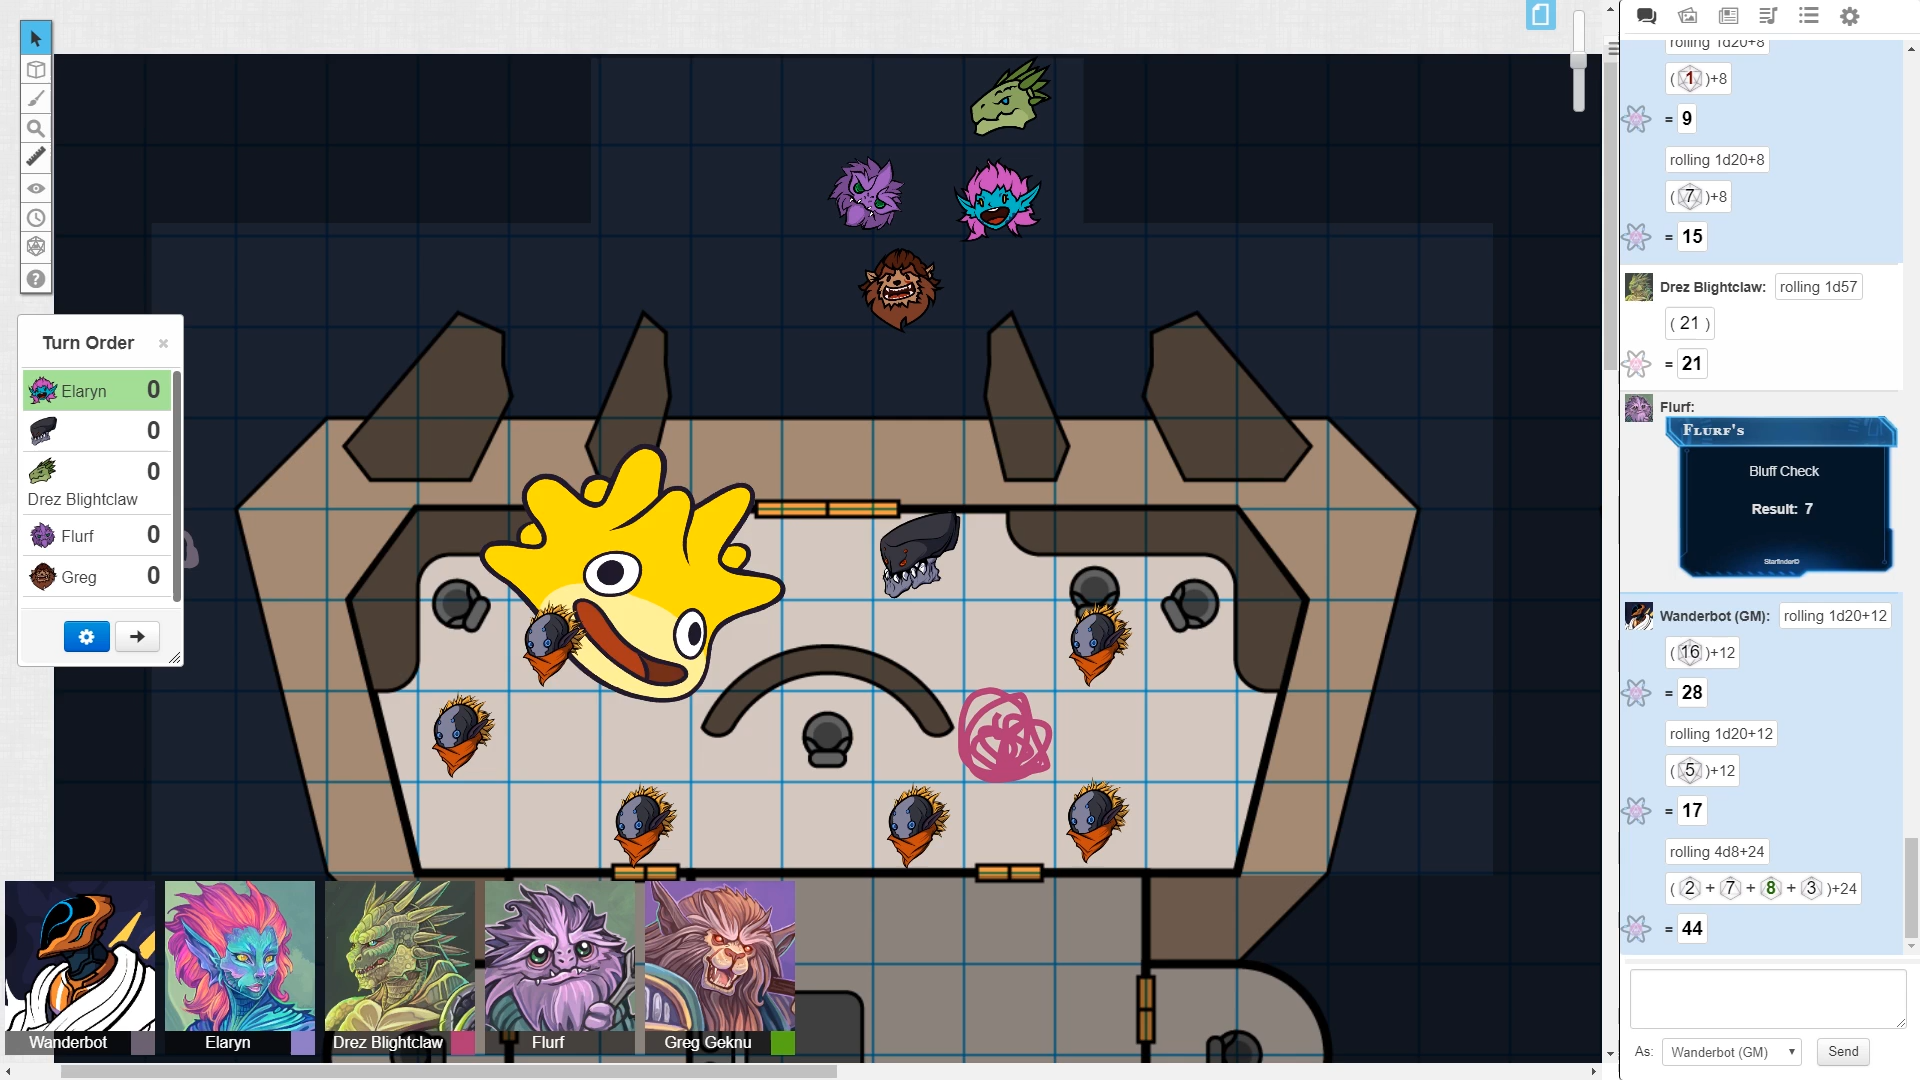 Turn Order ×
Elaryn 0
0
0
Drez Blightclaw
Flurf 0
Greg 0
Wanderbot
Elaryn
Drez Blightclaw
Flurf
Greg Geknu
rolling 1d20+8
(1)+8
= 9
rolling 1d20+8
(7)+8
= 15
Drez Blightclaw: rolling 1d57
(21)
= 21
Flurf:
Flurf's
Bluff Check
Result: 7
Starfinder©
Wanderbot (GM): rolling 1d20+12
(16)+12
= 28
rolling 1d20+12
(5)+12
= 17
rolling 4d8+24
(2+7+8+3)+24
= 44
As: Wanderbot (GM) Send